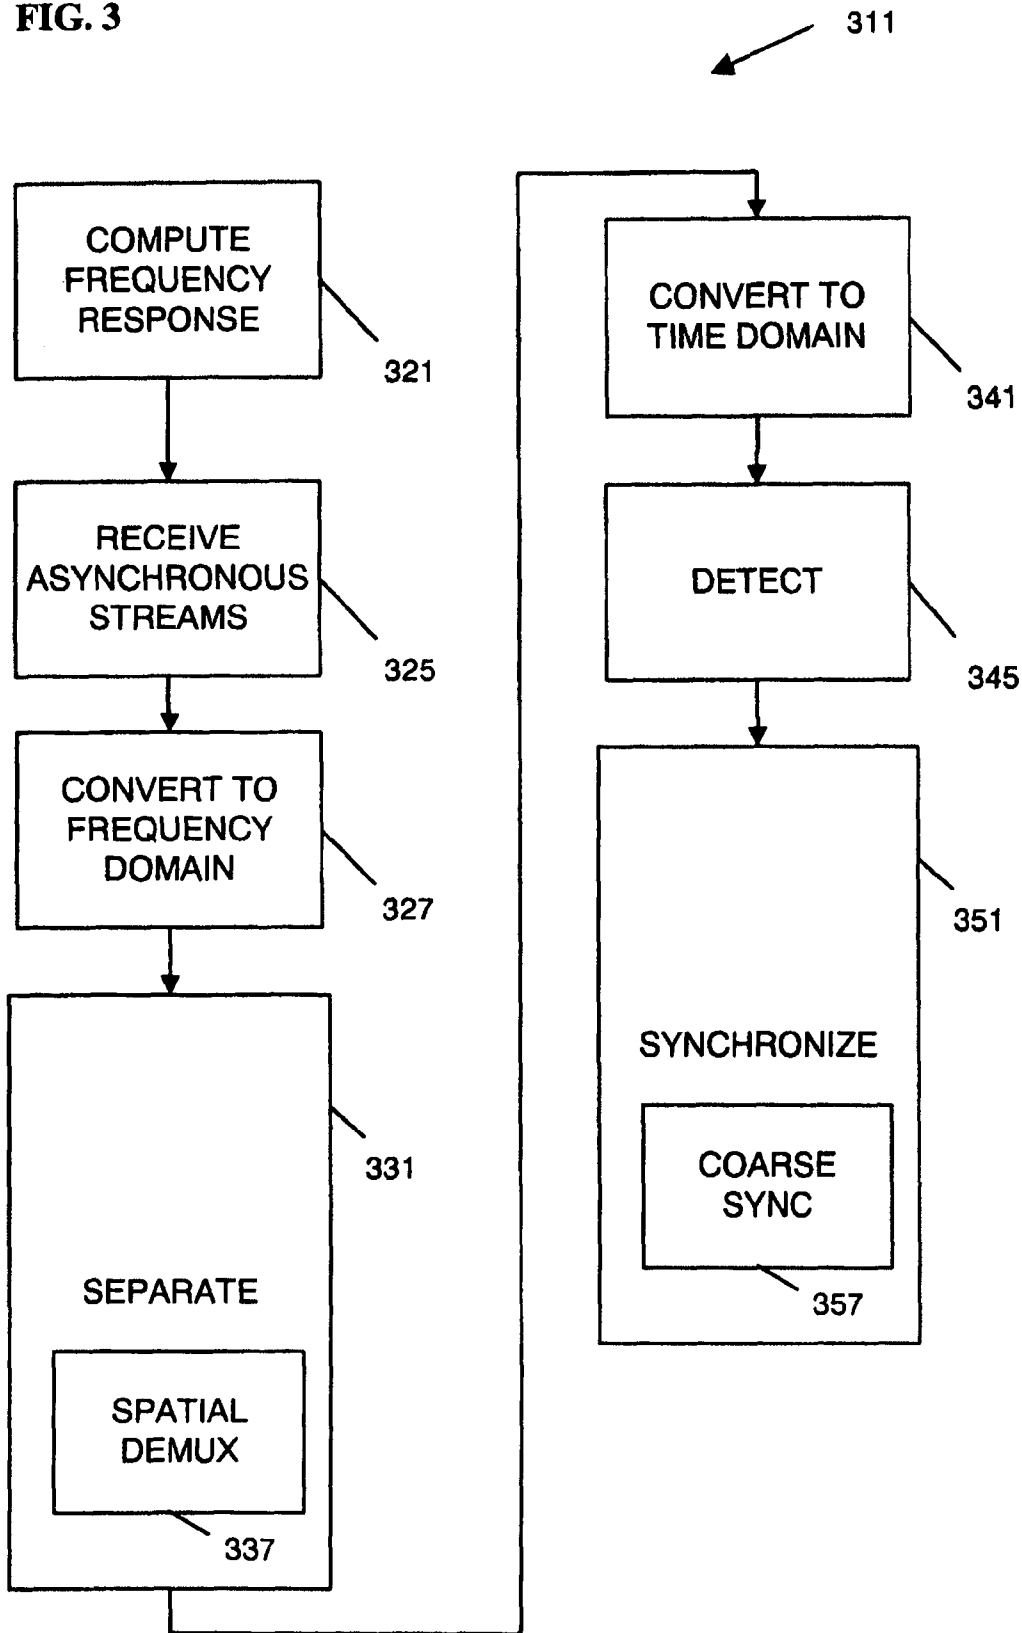 FIG. 3
311
COMPUTE
FREQUENCY
RESPONSE
321
RECEIVE
ASYNCHRONOUS
STREAMS
325
CONVERT TO
FREQUENCY
DOMAIN
327
SEPARATE
331
SPATIAL
DEMUX
337
CONVERT TO
TIME DOMAIN
341
DETECT
345
SYNCHRONIZE
351
COARSE
SYNC
357